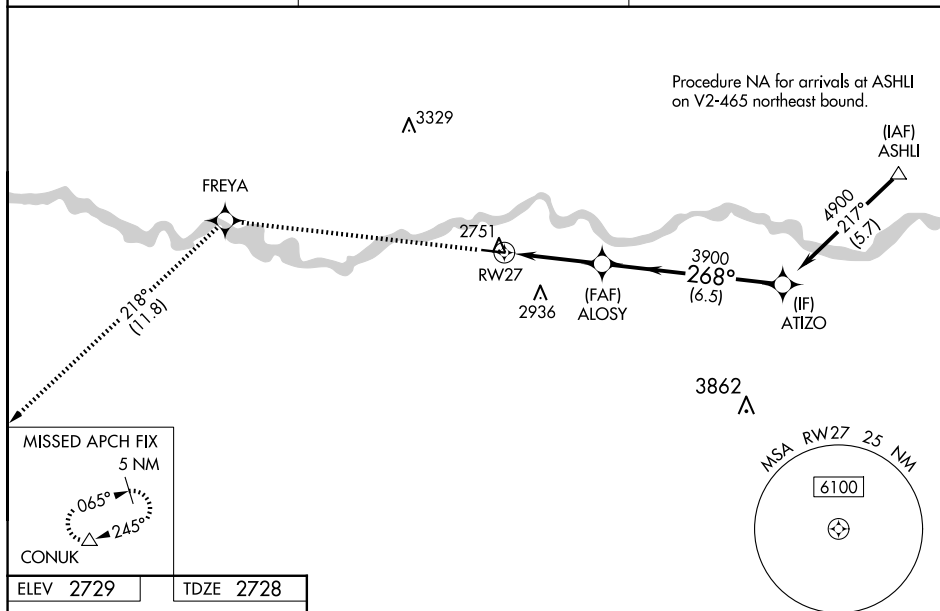 Procedure NA for arrivals at ASHLI
on V2-465 northeast bound.
3329
(IAF)
ASHLI
FREYA
4900
217°
(5.7)
2751
RW27
3900
268°
(6.5)
(FAF)
ALOSY
2936
(IF)
ATIZO
218°
(11.8)
3862
MISSED APCH FIX
5 NM
065°
245°
CONUK
MSA RW27 25 NM
6100
ELEV 2729
TDZE 2728